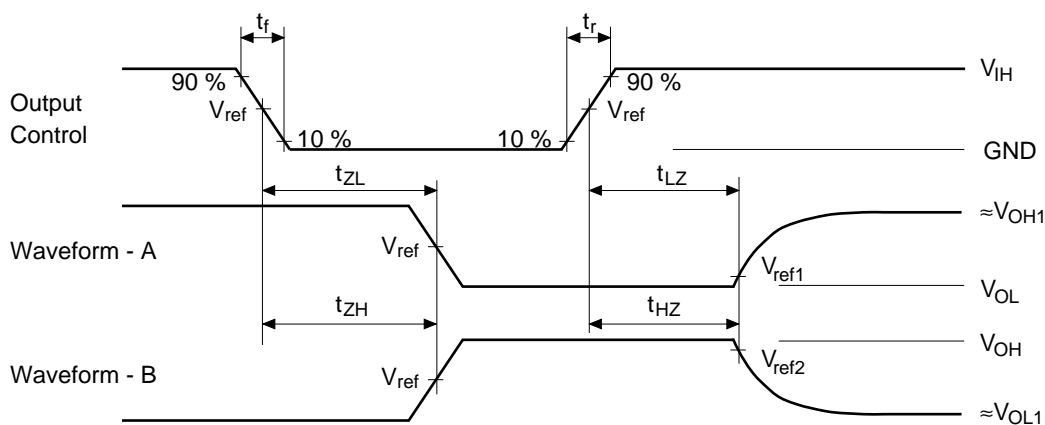 tf
tr
90 %
Vref
10 %
10 %
Vref
90 %
VIH
Output
Control
GND
tZL
tLZ
≈VOH1
Waveform - A
Vref
Vref1
VOL
tZH
tHZ
VOH
Waveform - B
Vref
Vref2
≈VOL1